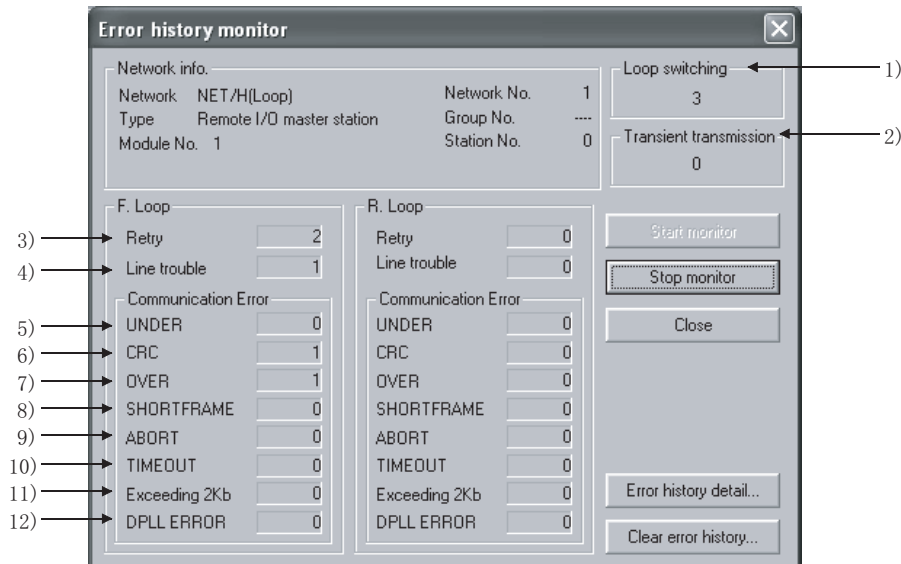 Error history monitor
Network info.
Network NET/H(Loop)
Type Remote I/O master station
Module No. 1
Network No. 1
Group No. ----
Station No. 0
Loop switching
3
1)
Transient transmission
0
2)
F. Loop
3) Retry 2
4) Line trouble 1
Communication Error
5) UNDER 0
6) CRC 1
7) OVER 1
8) SHORTFRAME 0
9) ABORT 0
10) TIMEOUT 0
11) Exceeding 2Kb 0
12) DPLL ERROR 0
R. Loop
Retry 0
Line trouble 0
Communication Error
UNDER 0
CRC 0
OVER 0
SHORTFRAME 0
ABORT 0
TIMEOUT 0
Exceeding 2Kb 0
DPLL ERROR 0
Start monitor
Stop monitor
Close
Error history detail...
Clear error history...